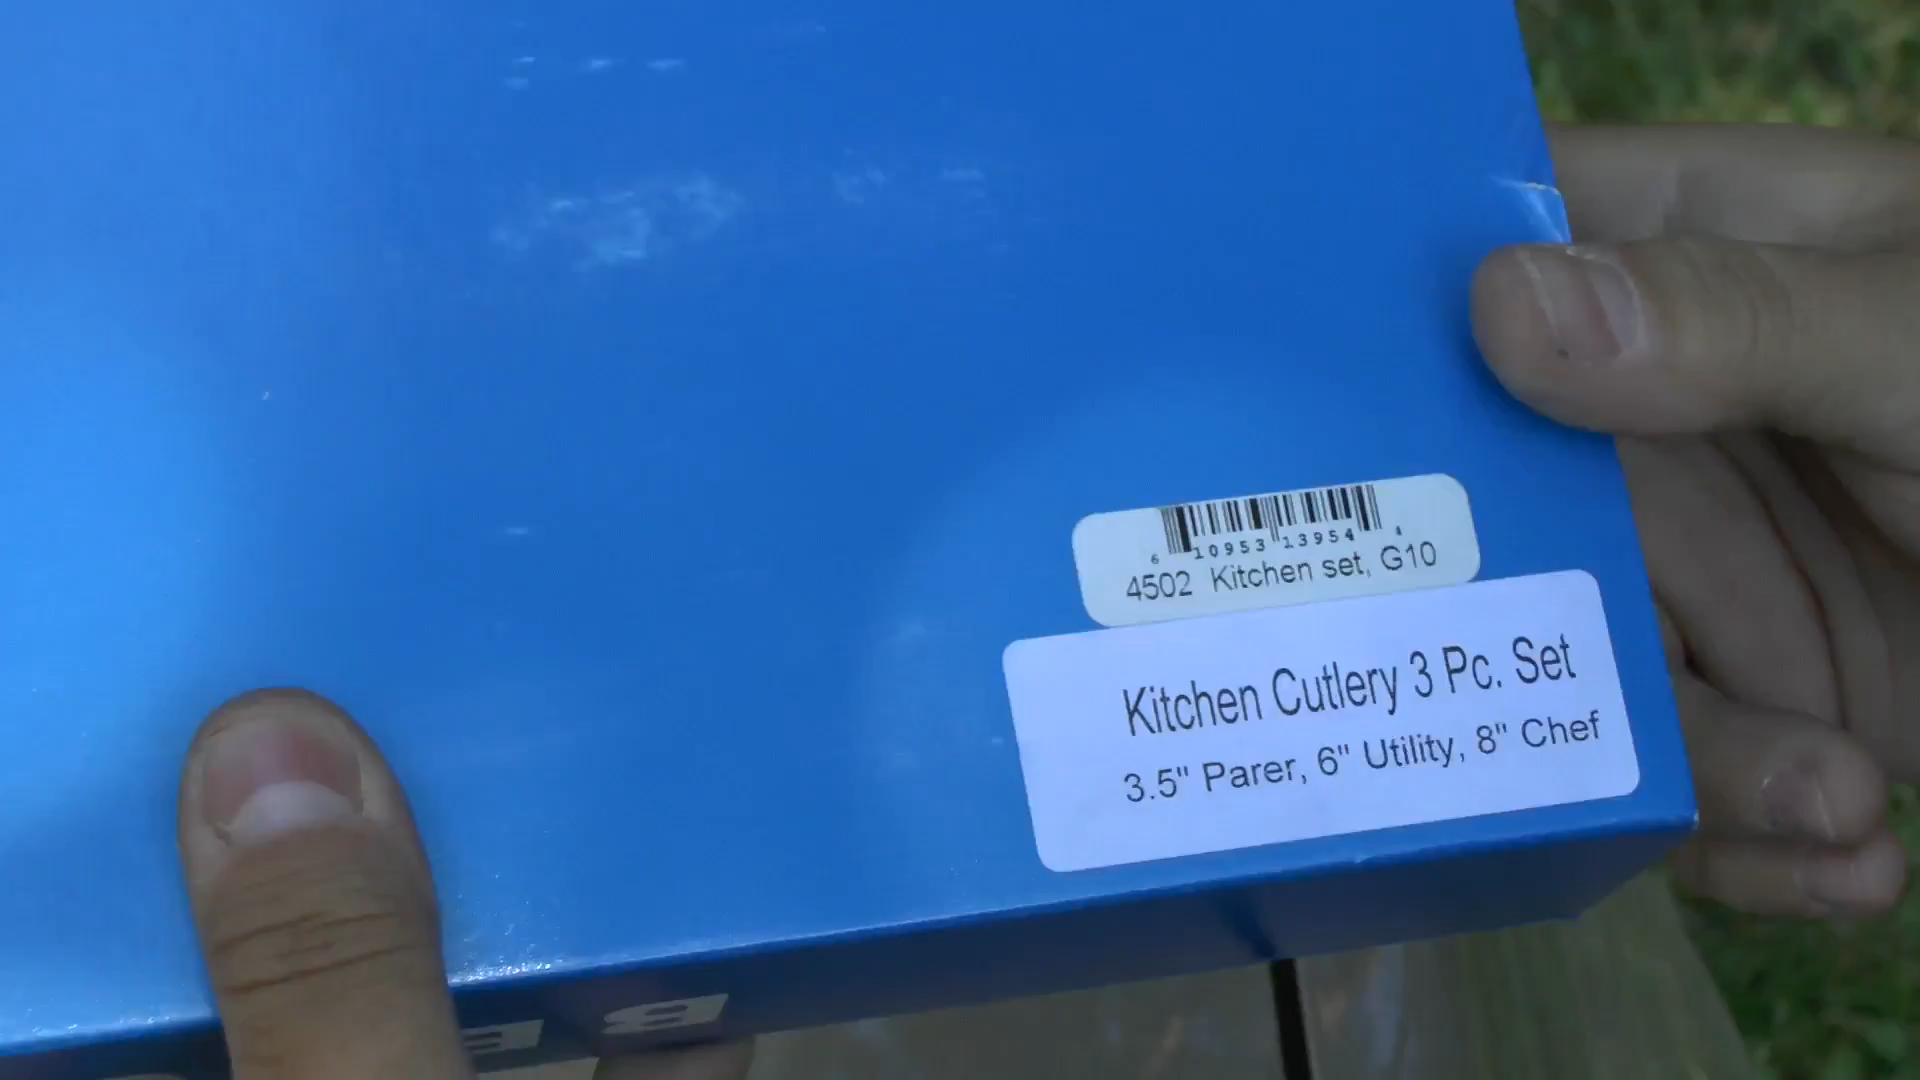 6 10953 13954 4
4502 Kitchen set, G10
Kitchen Cutlery 3 Pc. Set
3.5" Parer, 6" Utility, 8" Chef